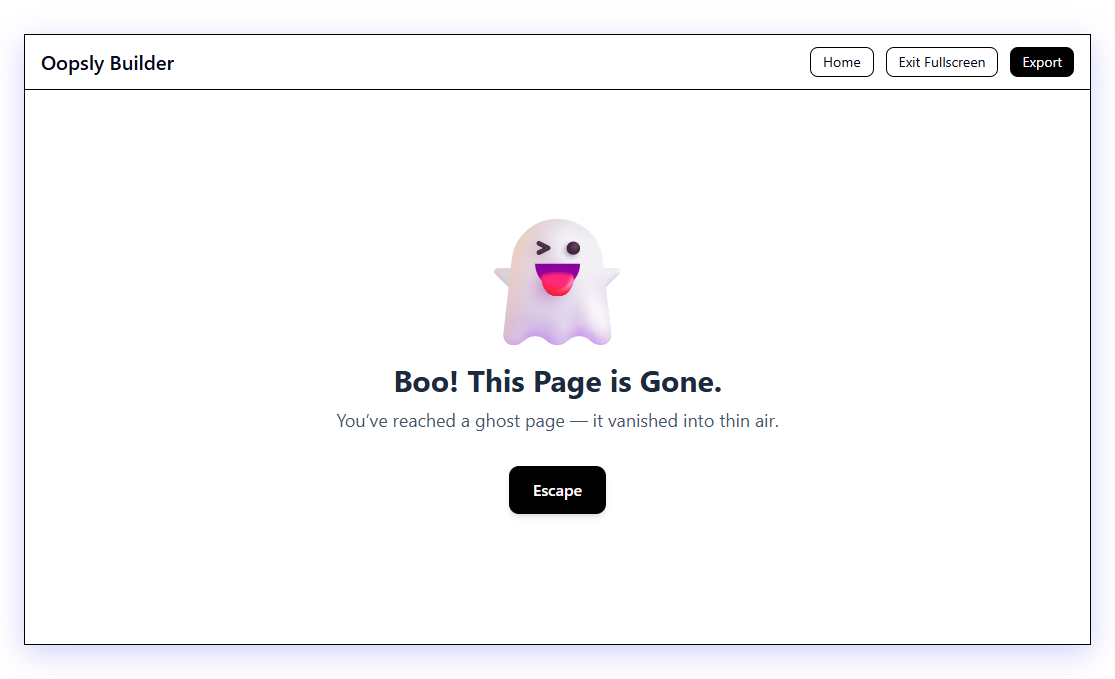 Oopsly Builder
Home
Exit Fullscreen
Export
Boo! This Page is Gone.
You’ve reached a ghost page — it vanished into thin air.
Escape